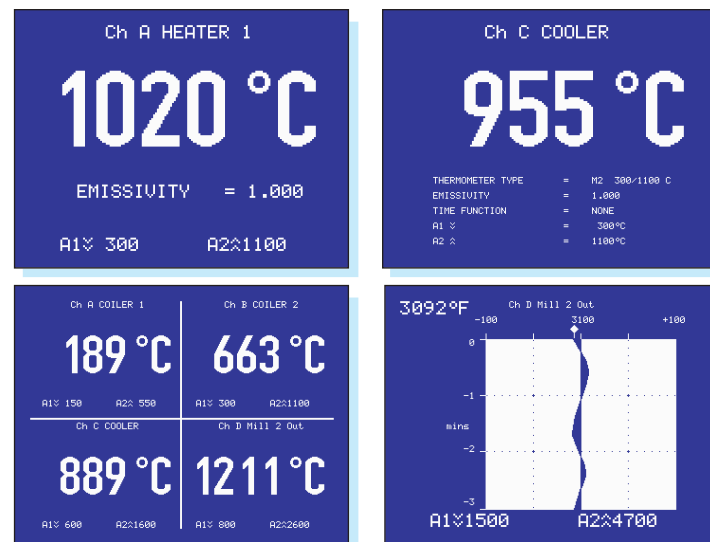 Ch A HEATER 1
1020 °C
EMISSIVITY = 1.000
A1⩔ 300 A2⩓1100
Ch C COOLER
955 °C
THERMOMETER TYPE = M2 300/1100 C
EMISSIVITY = 1.000
TIME FUNCTION = NONE
A1 ⩔ = 300°C
A2 ⩓ = 1100°C
Ch A COILER 1
189 °C
A1⩔ 150 A2⩓ 550
Ch B COILER 2
663 °C
A1⩔ 300 A2⩓1100
Ch C COOLER
889 °C
A1⩔ 600 A2⩓1600
Ch D Mill 2 Out
1211 °C
A1⩔ 800 A2⩓2600
3092°F Ch D Mill 2 Out
-100 3100 +100
0
-1
mins
-2
-3
A1⩔1500 A2⩓4700